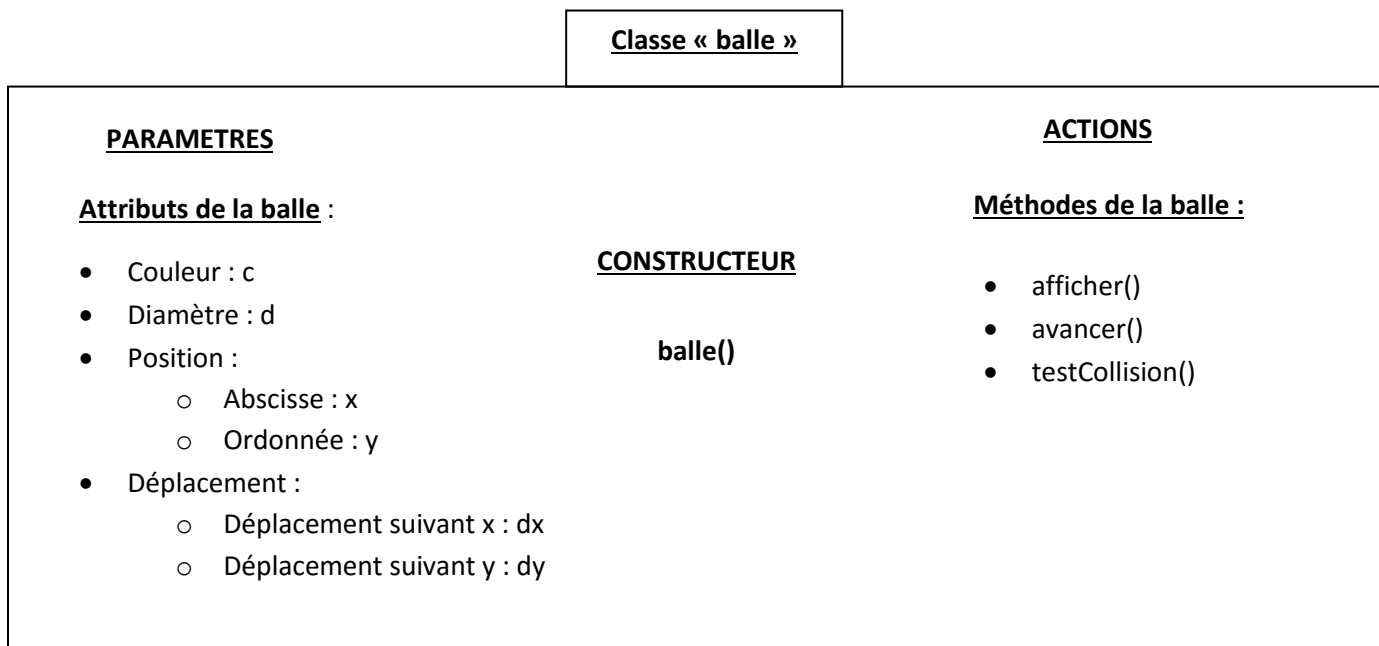 Classe « balle »
PARAMETRES
Attributs de la balle :
• Couleur : c
• Diamètre : d
• Position :
o Abscisse : x
o Ordonnée : y
• Déplacement :
o Déplacement suivant x : dx
o Déplacement suivant y : dy
CONSTRUCTEUR
balle()
ACTIONS
Méthodes de la balle :
• afficher()
• avancer()
• testCollision()